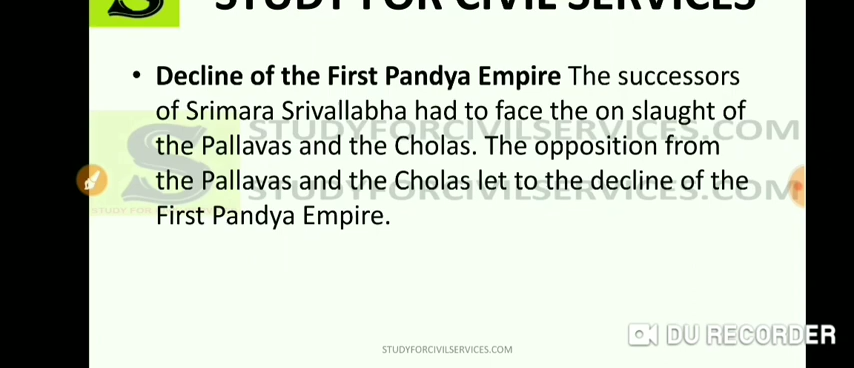 STUDY FOR CIVIL SERVICES
• Decline of the First Pandya Empire The successors
of Srimara Srivallabha had to face the on slaught of
the Pallavas and the Cholas. The opposition from
the Pallavas and the Cholas let to the decline of the
First Pandya Empire.
STUDYFORCIVILSERVICES.COM
STUDYFORCIVILSERVICES.COM
STUDY FOR
DU RECORDER
STUDYFORCIVILSERVICES.COM